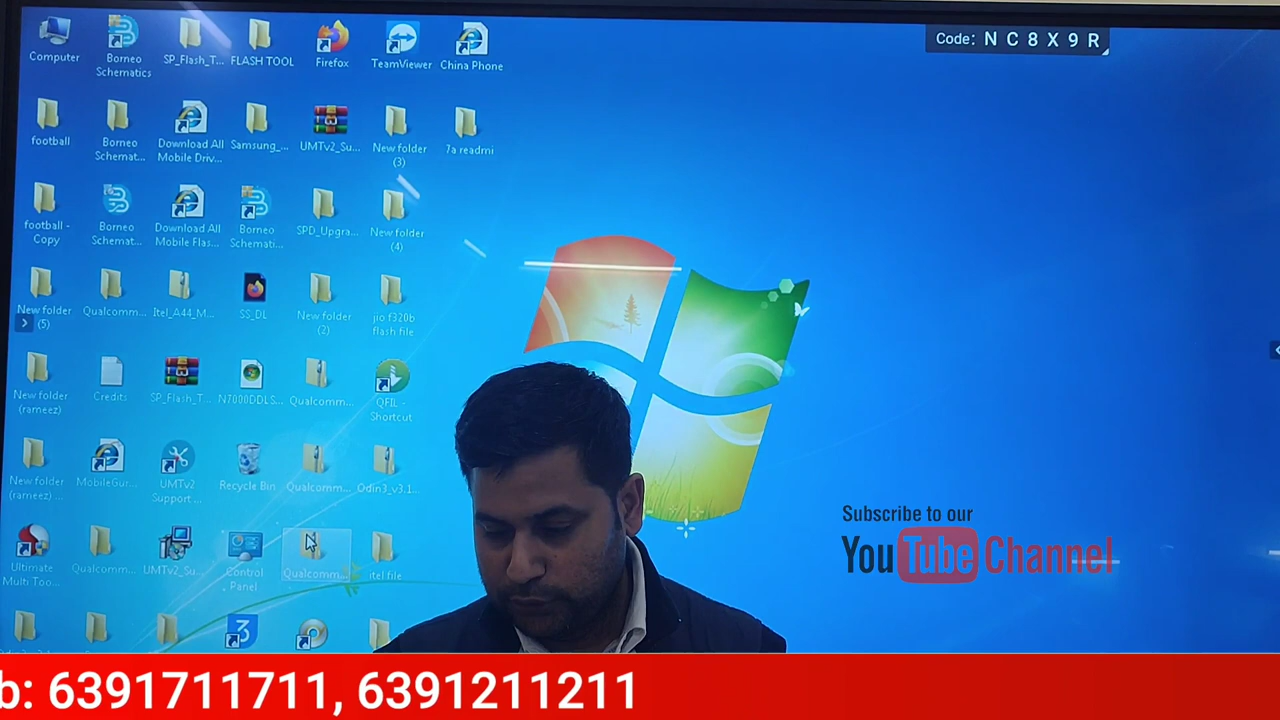 Code: N C 8 X 9 R
Computer
Borneo
Schematics
SP_Flash_T...
FLASH TOOL
Firefox
TeamViewer
China Phone
football
Borneo
Schemat...
Download All
Mobile Driv...
Samsung_...
UMTv2_Su...
New folder
(3)
7a readmi
football -
Copy
Borneo
Schemat...
Download All
Mobile Flas...
Borneo
Schemati...
SPD_Upgra...
New folder
(4)
New folder
(5)
Qualcomm...
Itel_A44_M...
SS_DL
New folder
(2)
jio f320b
flash file
New folder
(rameez)
Credits
SP_Flash_T...
N7000DDLS...
Qualcomm...
QFIL -
Shortcut
New folder
(rameez) ...
MobileGur...
UMTv2
Support ...
Recycle Bin
Qualcomm...
Odin3_v3.1...
Ultimate
Multi Too...
Qualcomm...
UMTv2_Su...
Control
Panel
Qualcomm...
itel file
3
Subscribe to our
YouTube Channel
b: 6391711711, 6391211211